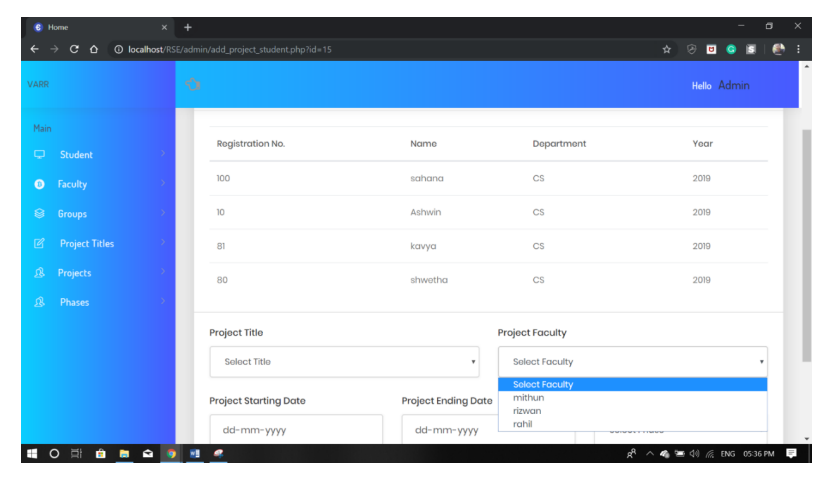 Home
localhost/RSE/admin/add_project_student.php?id=15
VARR
Hello Admin
Main
Student
Faculty
Groups
Project Titles
Projects
Phases
Registration No. Name Department Year
100 sahana CS 2019
10 Ashwin CS 2019
81 kavya CS 2019
80 shwetha CS 2019
Project Title Project Faculty
Select Title Select Faculty
Select Faculty
mithun
rizwan
rahil
Project Starting Date Project Ending Date
dd-mm-yyyy dd-mm-yyyy
ENG 05:36 PM